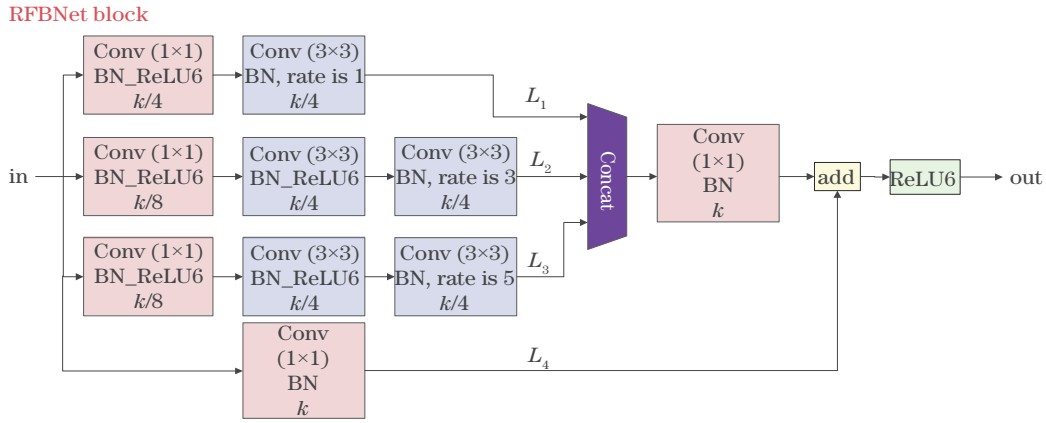 RFBNet block
in
Conv (1×1)
BN_ReLU6
k/4
Conv (3×3)
BN, rate is 1
k/4
L₁
Conv (1×1)
BN_ReLU6
k/8
Conv (3×3)
BN_ReLU6
k/4
Conv (3×3)
BN, rate is 3
k/4
L₂
Conv (1×1)
BN_ReLU6
k/8
Conv (3×3)
BN_ReLU6
k/4
Conv (3×3)
BN, rate is 5
k/4
L₃
Conv
(1×1)
BN
k
L₄
Concat
Conv
(1×1)
BN
k
add
ReLU6
out